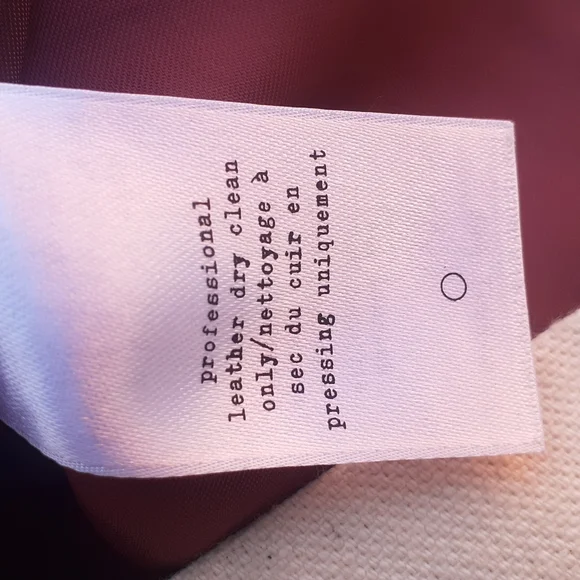 professional
leather dry clean
only/nettoyage à
sec du cuir en
pressing uniquement